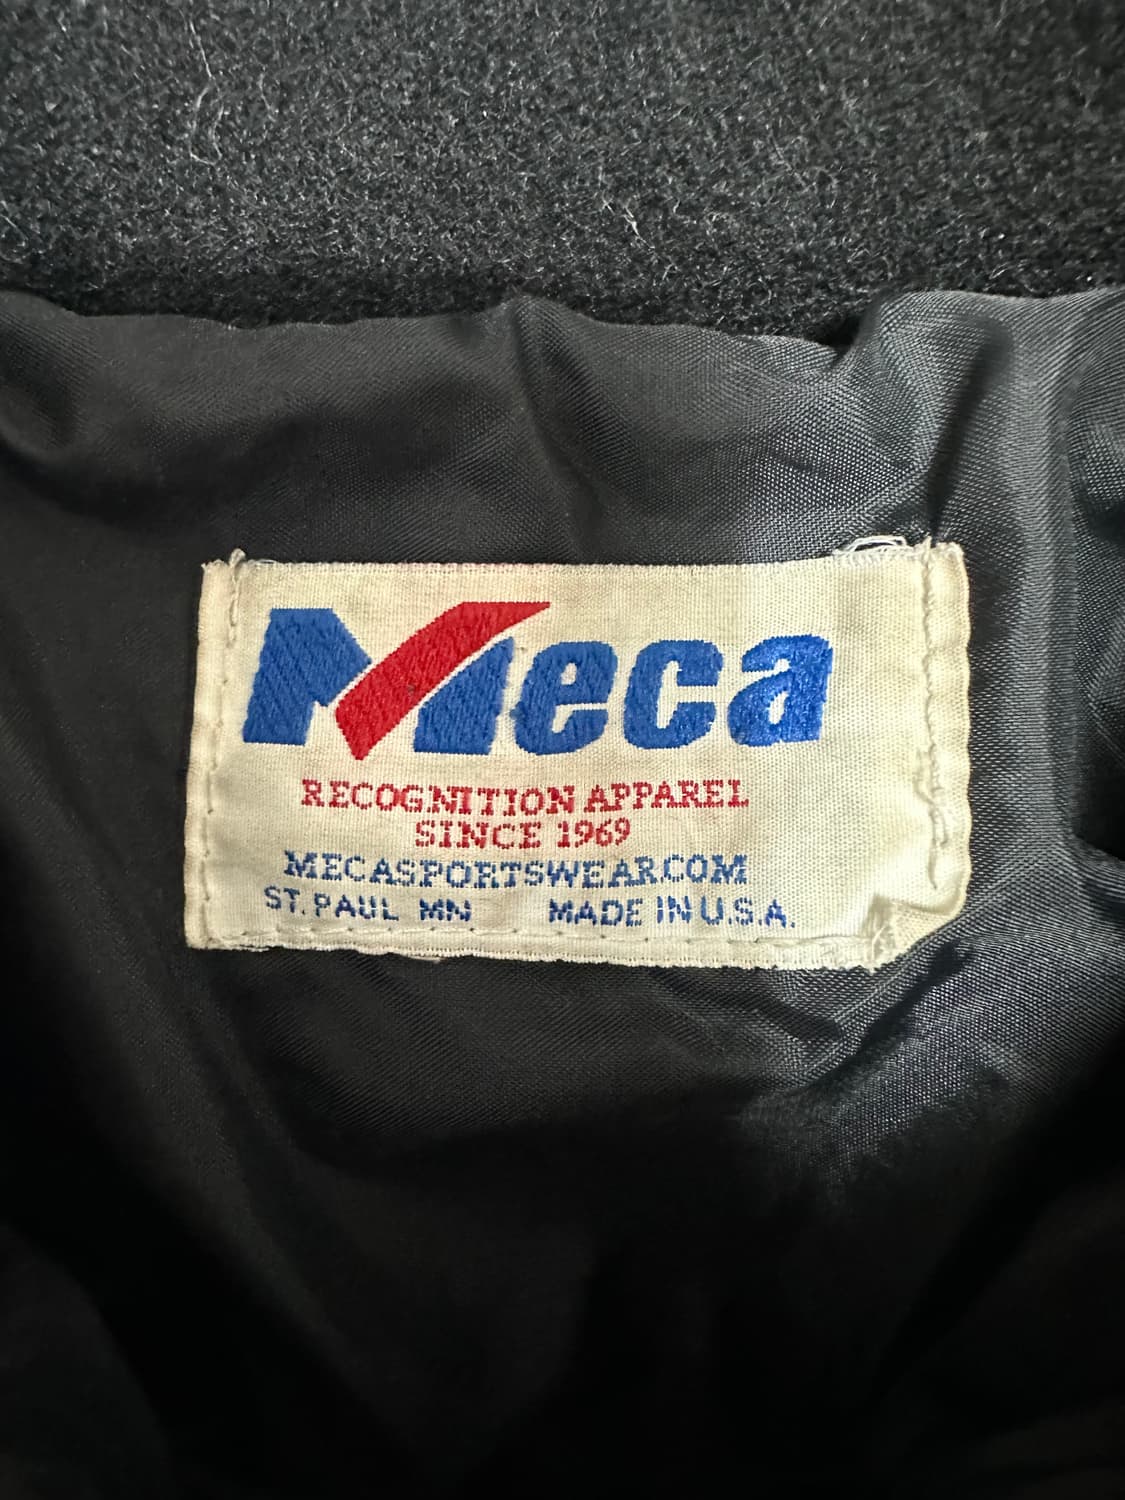 Meca
RECOGNITION APPAREL
SINCE 1969
MECASPORTSWEAR.COM
ST. PAUL MN MADE IN U.S.A.